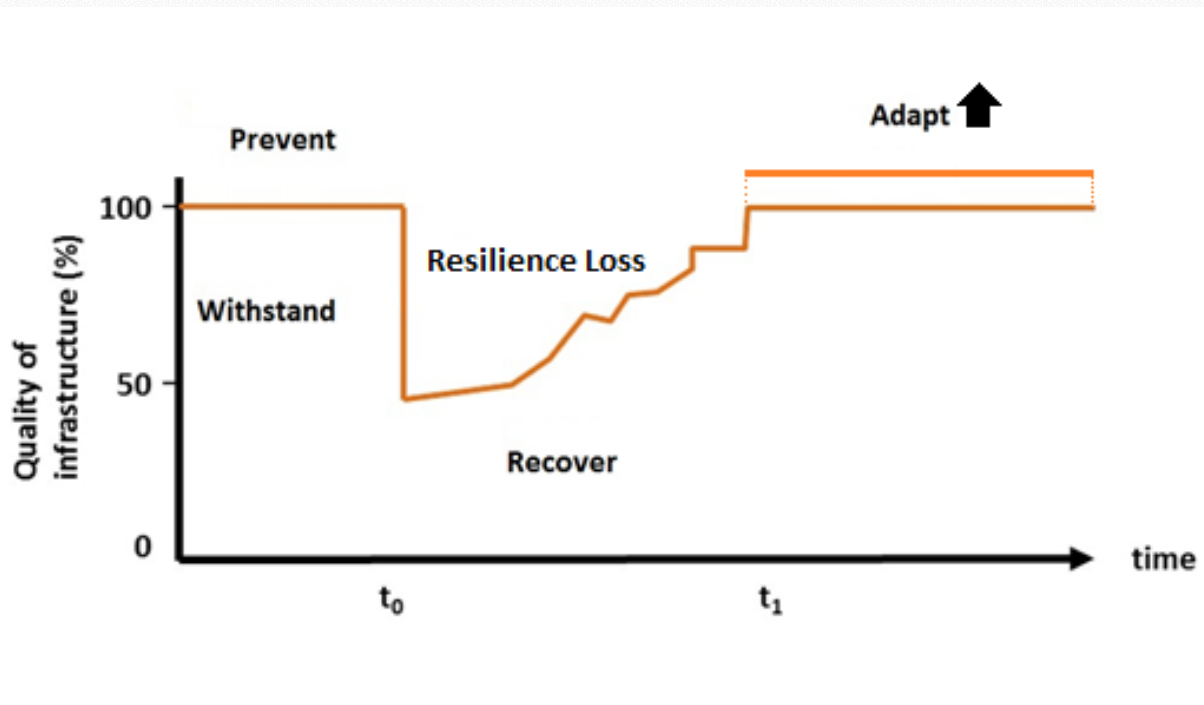 Adapt
Prevent
100
Resilience Loss
Withstand
Quality of
infrastructure (%)
50
Recover
0
time
t₀
t₁